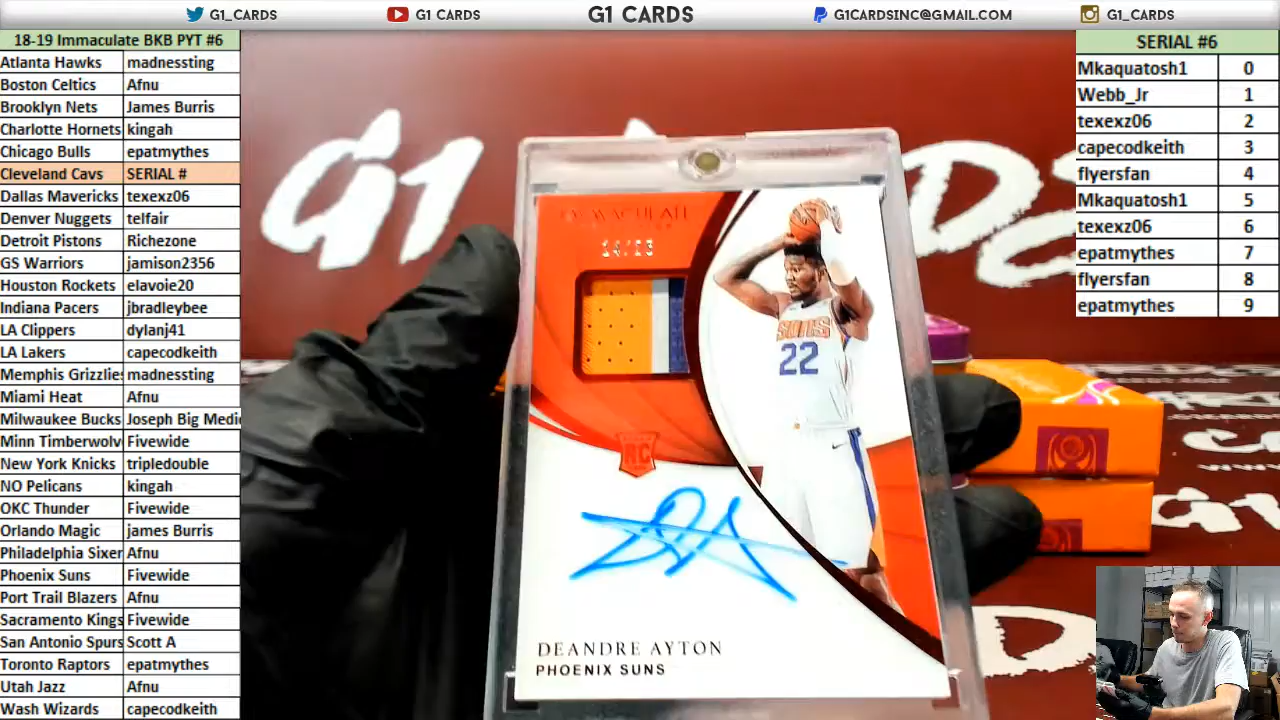 G1_CARDS
G1 CARDS
G1 CARDS
G1CARDSINC@GMAIL.COM
G1_CARDS
18-19 Immaculate BKB PYT #6
Atlanta Hawks madnessting
Boston Celtics Afnu
Brooklyn Nets James Burris
Charlotte Hornets kingah
Chicago Bulls epatmythes
Cleveland Cavs SERIAL #
Dallas Mavericks texexz06
Denver Nuggets telfair
Detroit Pistons Richezone
GS Warriors jamison2356
Houston Rockets elavoie20
Indiana Pacers jbradleybee
LA Clippers dylanj41
LA Lakers capecodkeith
Memphis Grizzlies madnessting
Miami Heat Afnu
Milwaukee Bucks Joseph Big Medi
Minn Timberwolv Fivewide
New York Knicks tripledouble
NO Pelicans kingah
OKC Thunder Fivewide
Orlando Magic james Burris
Philadelphia Sixer Afnu
Phoenix Suns Fivewide
Port Trail Blazers Afnu
Sacramento Kings Fivewide
San Antonio Spurs Scott A
Toronto Raptors epatmythes
Utah Jazz Afnu
Wash Wizards capecodkeith
SERIAL #6
Mkaquatosh1 0
Webb_Jr 1
texexz06 2
capecodkeith 3
flyersfan 4
Mkaquatosh1 5
texexz06 6
epatmythes 7
flyersfan 8
epatmythes 9
G1
IMMACULATE
SUNS
22
RC
DEANDRE AYTON
PHOENIX SUNS